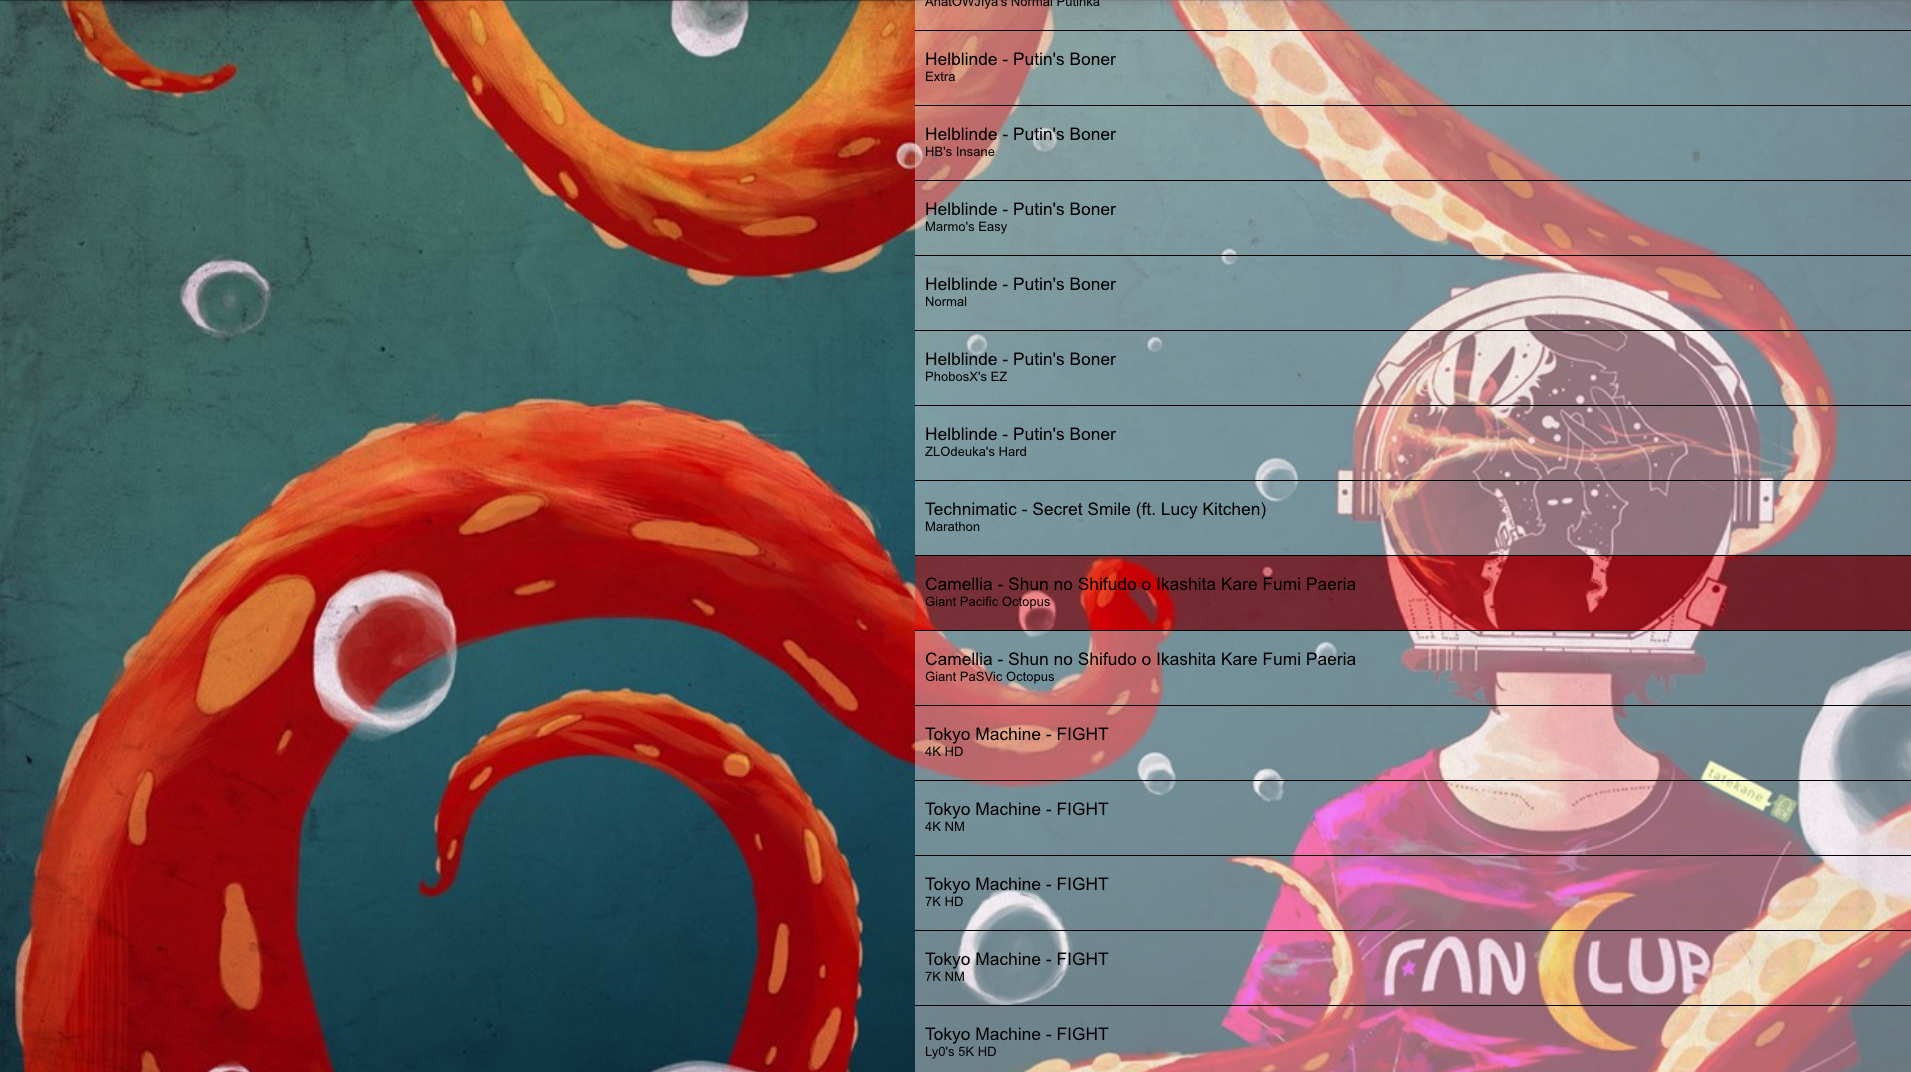 AnatOWJIya's Normal Putinka
Helblinde - Putin's Boner
Extra
Helblinde - Putin's Boner
HB's Insane
Helblinde - Putin's Boner
Marmo's Easy
Helblinde - Putin's Boner
Normal
Helblinde - Putin's Boner
PhobosX's EZ
Helblinde - Putin's Boner
ZLOdeuka's Hard
Technimatic - Secret Smile (ft. Lucy Kitchen)
Marathon
Camellia - Shun no Shifudo o Ikashita Kare Fumi Paeria
Giant Pacific Octopus
Camellia - Shun no Shifudo o Ikashita Kare Fumi Paeria
Giant PaSVic Octopus
Tokyo Machine - FIGHT
4K HD
Tokyo Machine - FIGHT
4K NM
Tokyo Machine - FIGHT
7K HD
Tokyo Machine - FIGHT
7K NM
Tokyo Machine - FIGHT
Ly0's 5K HD
talekane
FAN CLUB